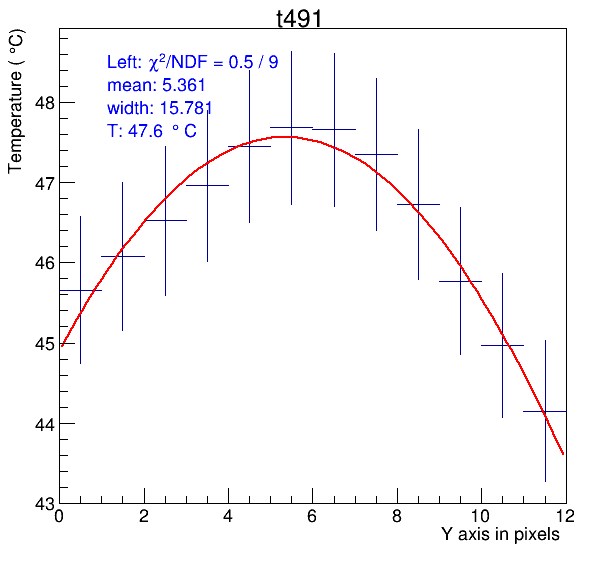 t491
Temperature ( °C)
Left: χ²/NDF = 0.5 / 9
mean: 5.361
width: 15.781
T: 47.6 °C
48
47
46
45
44
43
0 2 4 6 8 10 12
Y axis in pixels